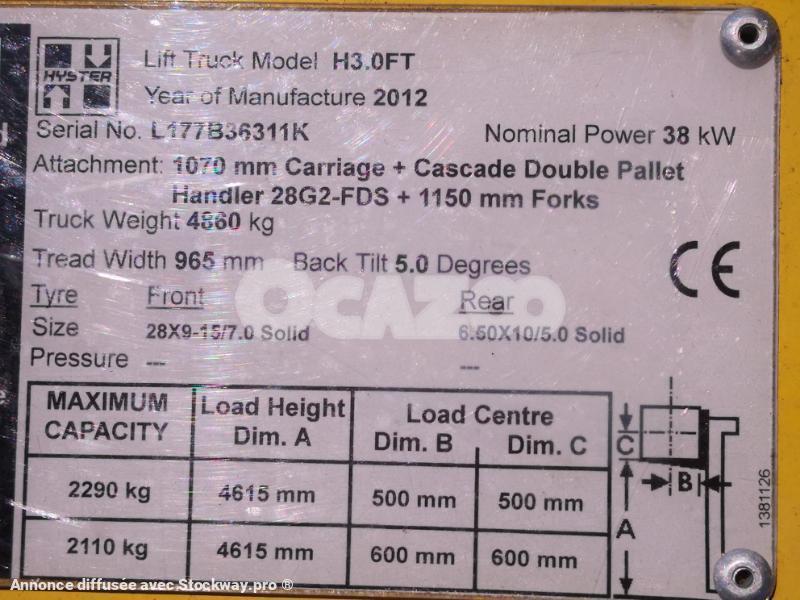 HYSTER
Lift Truck Model H3.0FT
Year of Manufacture 2012
Serial No. L177B36311K Nominal Power 38 kW
Attachment: 1070 mm Carriage + Cascade Double Pallet
Handler 28G2-FDS + 1150 mm Forks
Truck Weight 4860 kg
Tread Width 965 mm Back Tilt 5.0 Degrees
CE
OCAZOO
Tyre Front Rear
Size 28X9-15/7.0 Solid 6.50X10/5.0 Solid
Pressure --- ---
MAXIMUM CAPACITY Load Height Dim. A Load Centre Dim. B Dim. C
2290 kg 4615 mm 500 mm 500 mm
2110 kg 4615 mm 600 mm 600 mm
C
B
A
1381126
Annonce diffusée avec Stockway.pro ®